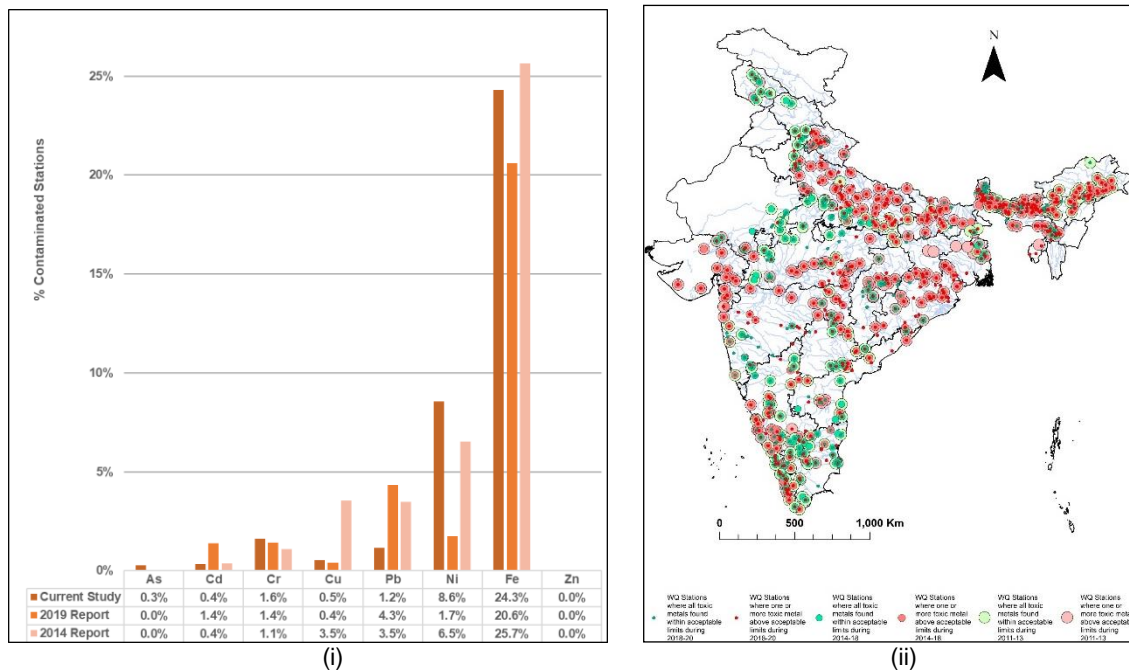 25%
20%
15%
10%
5%
0%
% Contaminated Stations
As Cd Cr Cu Pb Ni Fe Zn
Current Study 0.3% 0.4% 1.6% 0.5% 1.2% 8.6% 24.3% 0.0%
2019 Report 0.0% 1.4% 1.4% 0.4% 4.3% 1.7% 20.6% 0.0%
2014 Report 0.0% 0.4% 1.1% 3.5% 3.5% 6.5% 25.7% 0.0%
(i)
N
0 500 1,000 Km
WQ Stations
where all toxic
metals found
within acceptable
limits during
2018-20
WQ Stations
where one or
more toxic metal
above acceptable
limits during
2018-20
WQ Stations
where all toxic
metals found
within acceptable
limits during
2014-18
WQ Stations
where one or
more toxic metal
above acceptable
limits during
2014-18
WQ Stations
where all toxic
metals found
within acceptable
limits during
2011-13
WQ Stations
where one or
more toxic metal
above acceptabl
limits during
2011-13
(ii)